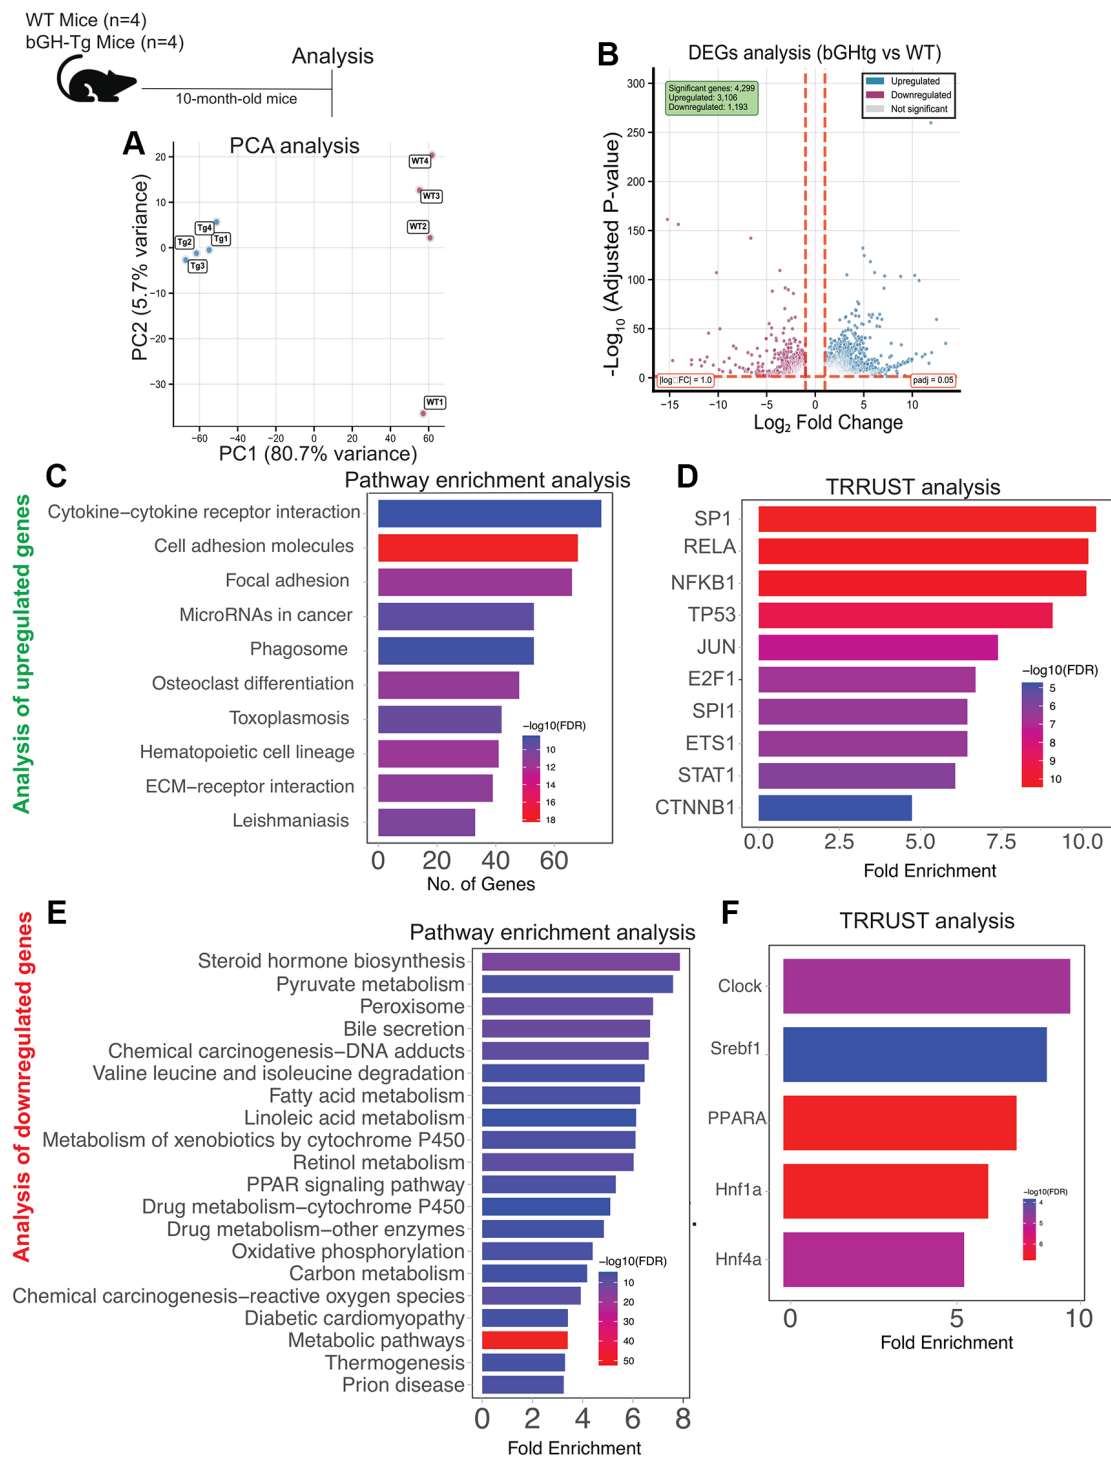 WT Mice (n=4)
bGH-Tg Mice (n=4)
Analysis
10-month-old mice
A
PCA analysis
PC2 (5.7% variance)
20
10
0
−10
−20
−30
WT4
WT3
WT2
WT1
Tg4
Tg1
Tg2
Tg3
−60
−40
−20
0
20
40
60
PC1 (80.7% variance)
B
DEGs analysis (bGHtg vs WT)
-Log10 (Adjusted P-value)
300
250
200
150
100
50
0
Significant genes: 4,299
Upregulated: 3,106
Downregulated: 1,193
Upregulated
Downregulated
Not significant
|log▯FC| = 1.0
padj = 0.05
−15
−10
−5
0
5
10
Log2 Fold Change
Analysis of upregulated genes
C
Pathway enrichment analysis
Cytokine−cytokine receptor interaction
Cell adhesion molecules
Focal adhesion
MicroRNAs in cancer
Phagosome
Osteoclast differentiation
Toxoplasmosis
Hematopoietic cell lineage
ECM−receptor interaction
Leishmaniasis
−log10(FDR)
10
12
14
16
18
0
20
40
60
No. of Genes
D
TRRUST analysis
SP1
RELA
NFKB1
TP53
JUN
E2F1
SPI1
ETS1
STAT1
CTNNB1
−log10(FDR)
5
6
7
8
9
10
0.0
2.5
5.0
7.5
10.0
Fold Enrichment
Analysis of downregulated genes
E
Pathway enrichment analysis
Steroid hormone biosynthesis
Pyruvate metabolism
Peroxisome
Bile secretion
Chemical carcinogenesis−DNA adducts
Valine leucine and isoleucine degradation
Fatty acid metabolism
Linoleic acid metabolism
Metabolism of xenobiotics by cytochrome P450
Retinol metabolism
PPAR signaling pathway
Drug metabolism−cytochrome P450
Drug metabolism−other enzymes
Oxidative phosphorylation
Carbon metabolism
Chemical carcinogenesis−reactive oxygen species
Diabetic cardiomyopathy
Metabolic pathways
Thermogenesis
Prion disease
−log10(FDR)
10
20
30
40
50
0
2
4
6
8
Fold Enrichment
F
TRRUST analysis
Clock
Srebf1
PPARA
Hnf1a
Hnf4a
−log10(FDR)
4
5
6
0
5
10
Fold Enrichment